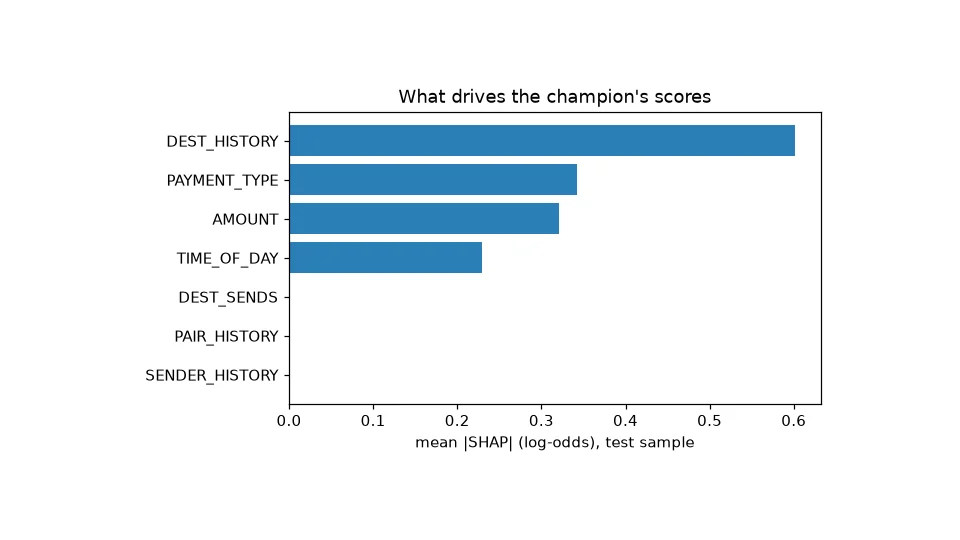 What drives the champion's scores
DEST_HISTORY
PAYMENT_TYPE
AMOUNT
TIME_OF_DAY
DEST_SENDS
PAIR_HISTORY
SENDER_HISTORY
0.0 0.1 0.2 0.3 0.4 0.5 0.6
mean |SHAP| (log-odds), test sample